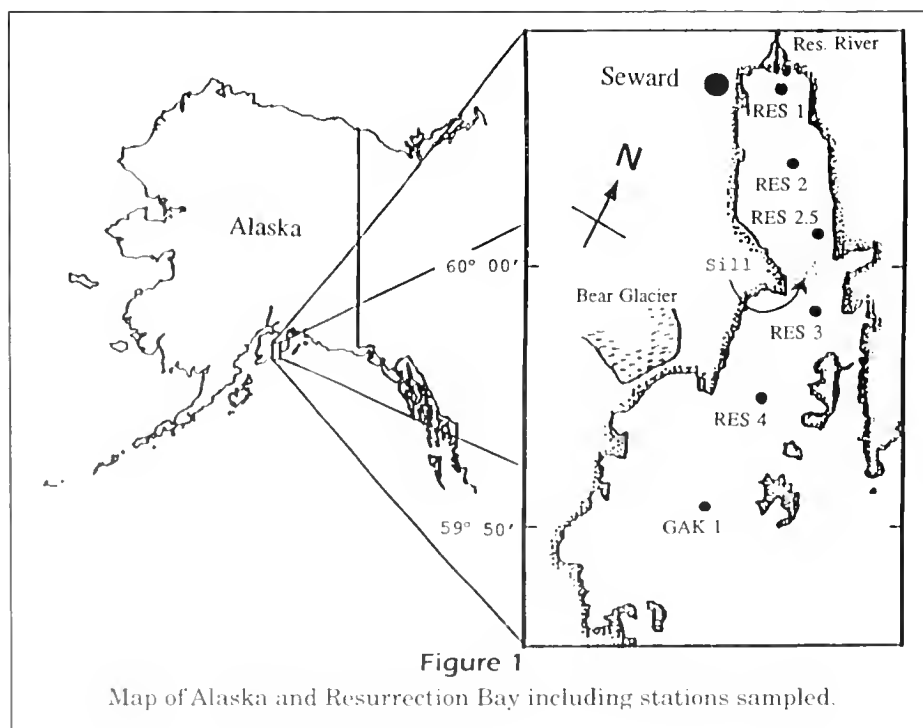 Res. River
Seward
RES 1
N
RES 2
Alaska
RES 2.5
60° 00'
Sill
Bear Glacier
RES 3
RES 4
59° 50'
GAK 1
Figure 1
Map of Alaska and Resurrection Bay including stations sampled.